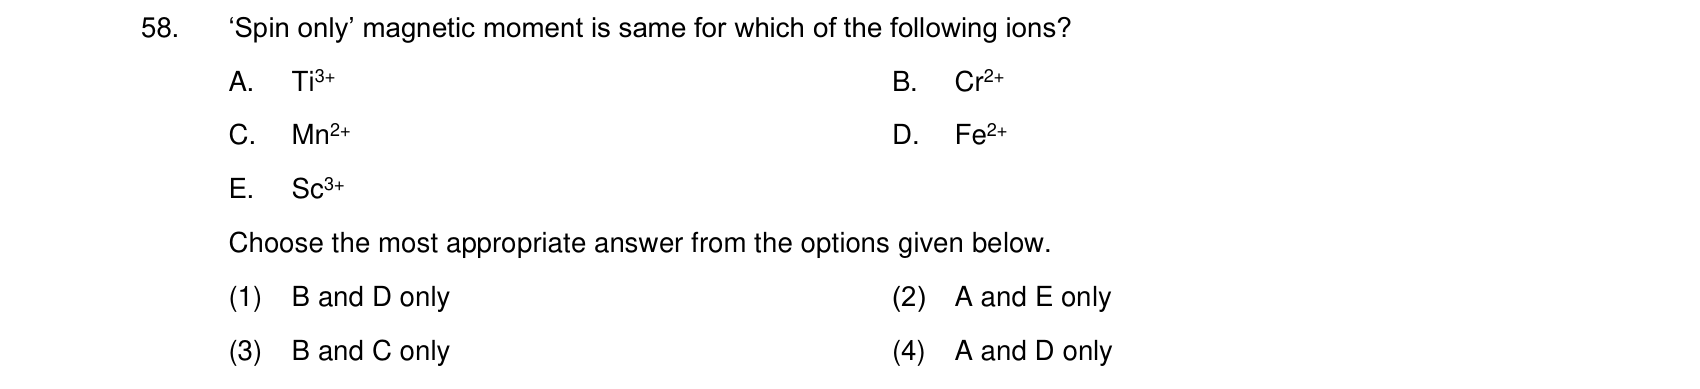 58. ‘Spin only’ magnetic moment is same for which of the following ions?
A. Ti³⁺ B. Cr²⁺
C. Mn²⁺ D. Fe²⁺
E. Sc³⁺
Choose the most appropriate answer from the options given below.
(1) B and D only (2) A and E only
(3) B and C only (4) A and D only